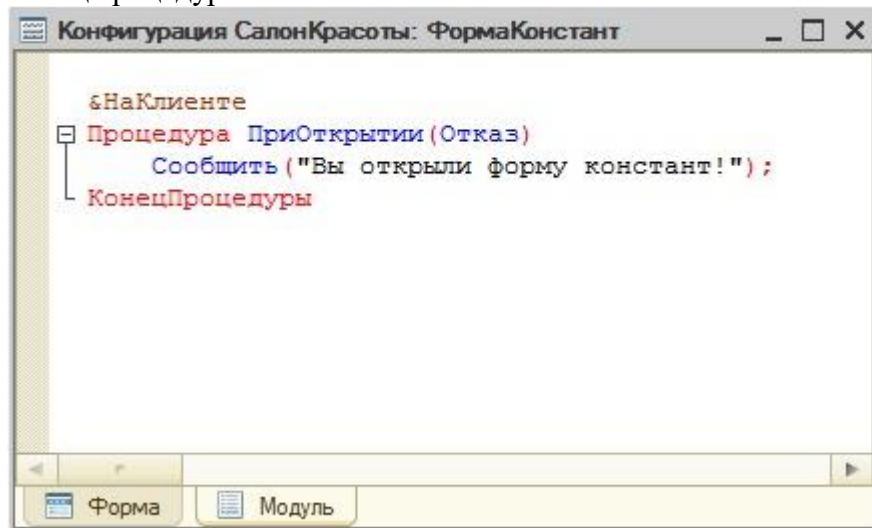 Конфигурация СалонКрасоты: ФормаКонстант
&НаКлиенте
Процедура ПриОткрытии(Отказ)
Сообщить("Вы открыли форму констант!");
КонецПроцедуры
Форма
Модуль